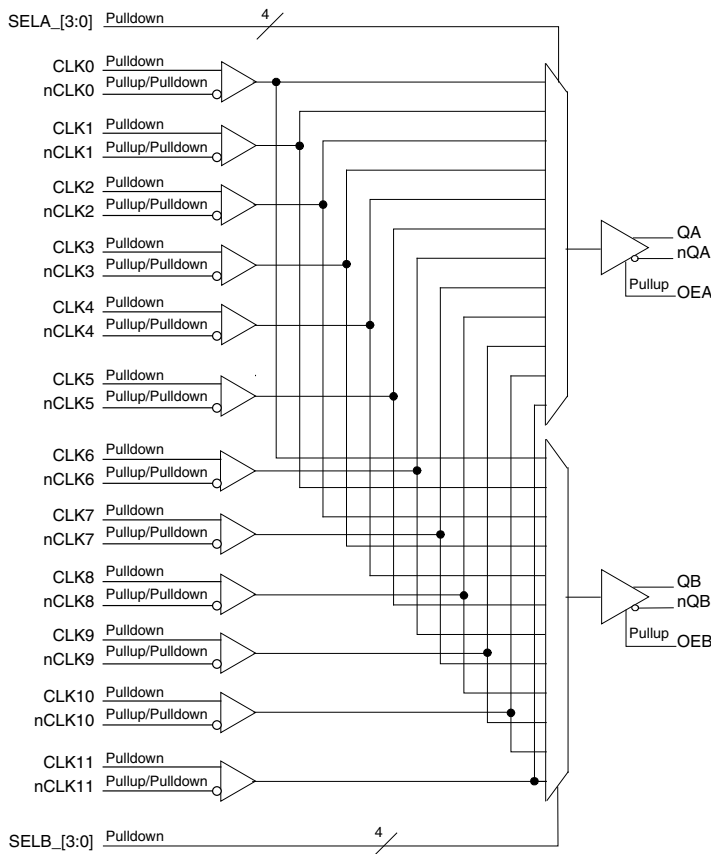 SELA_[3:0] Pulldown 4
CLK0 Pulldown
nCLK0 Pullup/Pulldown
CLK1 Pulldown
nCLK1 Pullup/Pulldown
CLK2 Pulldown
nCLK2 Pullup/Pulldown
CLK3 Pulldown
nCLK3 Pullup/Pulldown
CLK4 Pulldown
nCLK4 Pullup/Pulldown
CLK5 Pulldown
nCLK5 Pullup/Pulldown
CLK6 Pulldown
nCLK6 Pullup/Pulldown
CLK7 Pulldown
nCLK7 Pullup/Pulldown
CLK8 Pulldown
nCLK8 Pullup/Pulldown
CLK9 Pulldown
nCLK9 Pullup/Pulldown
CLK10 Pulldown
nCLK10 Pullup/Pulldown
CLK11 Pulldown
nCLK11 Pullup/Pulldown
SELB_[3:0] Pulldown 4
QA
nQA
Pullup OEA
QB
nQB
Pullup OEB